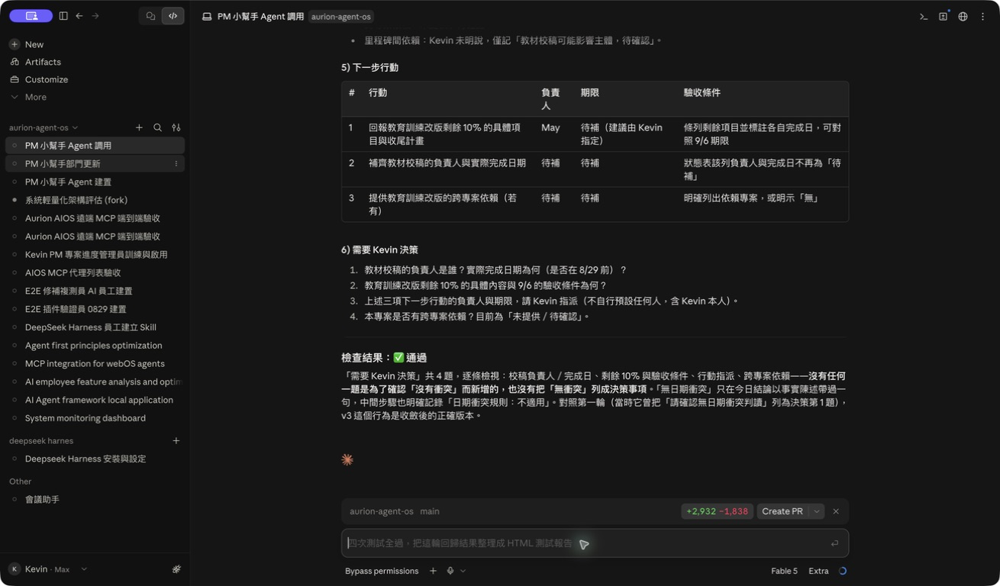 PM 小幫手 Agent 調用 aurion-agent-os
New
Artifacts
Customize
More
aurion-agent-os
PM 小幫手 Agent 調用
PM 小幫手部門更新
PM 小幫手 Agent 建置
系統輕量化架構評估 (fork)
Aurion AIOS 遠端 MCP 端到端驗收
Aurion AIOS 遠端 MCP 端到端驗收
Kevin PM 專案進度管理員訓練與啟用
AIOS MCP 代理列表驗收
E2E 修補複測員 AI 員工建置
E2E 插件驗證員 0829 建置
DeepSeek Harness 員工建立 Skill
Agent first principles optimization
MCP integration for webOS agents
AI employee feature analysis and optim
AI Agent framework local application
System monitoring dashboard
deepseek harnes
Deepseek Harness 安裝與設定
Other
會議助手
K Kevin · Max
• 里程碑間依賴：Kevin 未明說，僅記「教材校稿可能影響主體，待確認」。
5) 下一步行動
# 行動 負責人 期限 驗收條件
1 回報教育訓練改版剩餘 10% 的具體項目與收尾計畫 May 待補（建議由 Kevin 指定） 條列剩餘項目並標註各自完成日，可對照 9/6 期限
2 補齊教材校稿的負責人與實際完成日期 待補 待補 狀態表該列負責人與完成日不再為「待補」
3 提供教育訓練改版的跨專案依賴（若有） 待補 待補 明確列出依賴專案，或明示「無」
6) 需要 Kevin 決策
1. 教材校稿的負責人是誰？實際完成日期為何（是否在 8/29 前）？
2. 教育訓練改版剩餘 10% 的具體內容與 9/6 的驗收條件為何？
3. 上述三項下一步行動的負責人與期限，請 Kevin 指派（不自行預設任何人，含 Kevin 本人）。
4. 本專案是否有跨專案依賴？目前為「未提供 / 待確認」。
檢查結果：✅ 通過
「需要 Kevin 決策」共 4 題，逐條檢視：校稿負責人 / 完成日、剩餘 10% 與驗收條件、行動指派、跨專案依賴——沒有任何
一題是為了確認「沒有衝突」而新增的，也沒有把「無衝突」列成決策事項。「無日期衝突」只在今日結論以事實陳述帶過一
句，中間步驟也明確記錄「日期衝突規則：不適用」。對照第一輪（當時它曾把「請確認無日期衝突判讀」列為決策第 1 題），
v3 這個行為是收斂後的正確版本。
aurion-agent-os main +2,932 −1,838 Create PR
四次測試全過，把這輪回歸結果整理成 HTML 測試報告
Bypass permissions Fable 5 Extra